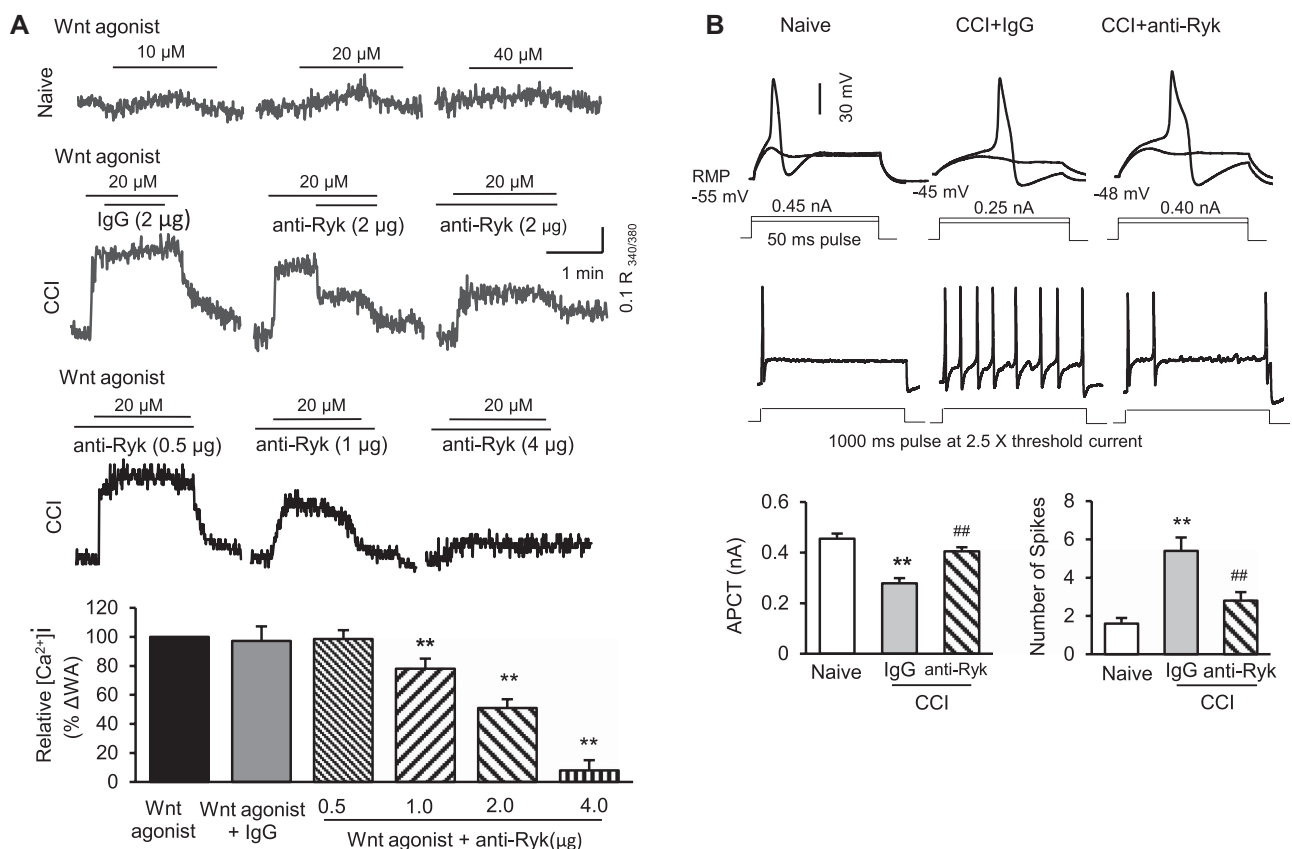 A
Wnt agonist
10 µM
20 µM
40 µM
Naive
Wnt agonist
20 µM
20 µM
20 µM
IgG (2 µg)
anti-Ryk (2 µg)
anti-Ryk (2 µg)
1 min
0.1 R 340/380
CCI
Wnt agonist
20 µM
20 µM
20 µM
anti-Ryk (0.5 µg)
anti-Ryk (1 µg)
anti-Ryk (4 µg)
CCI
Relative [Ca²⁺]i
(% ΔWA)
120
100
80
60
40
20
0
**
**
**
Wnt agonist
Wnt agonist + IgG
0.5
1.0
2.0
4.0
Wnt agonist + anti-Ryk(µg)
B
Naive
CCI+IgG
CCI+anti-Ryk
30 mV
RMP
-55 mV
-45 mV
-48 mV
0.45 nA
0.25 nA
0.40 nA
50 ms pulse
1000 ms pulse at 2.5 X threshold current
APCT (nA)
0.6
0.4
0.2
0
**
##
Naive
IgG
anti-Ryk
CCI
Number of Spikes
8
6
4
2
0
**
##
Naive
IgG
anti-Ryk
CCI